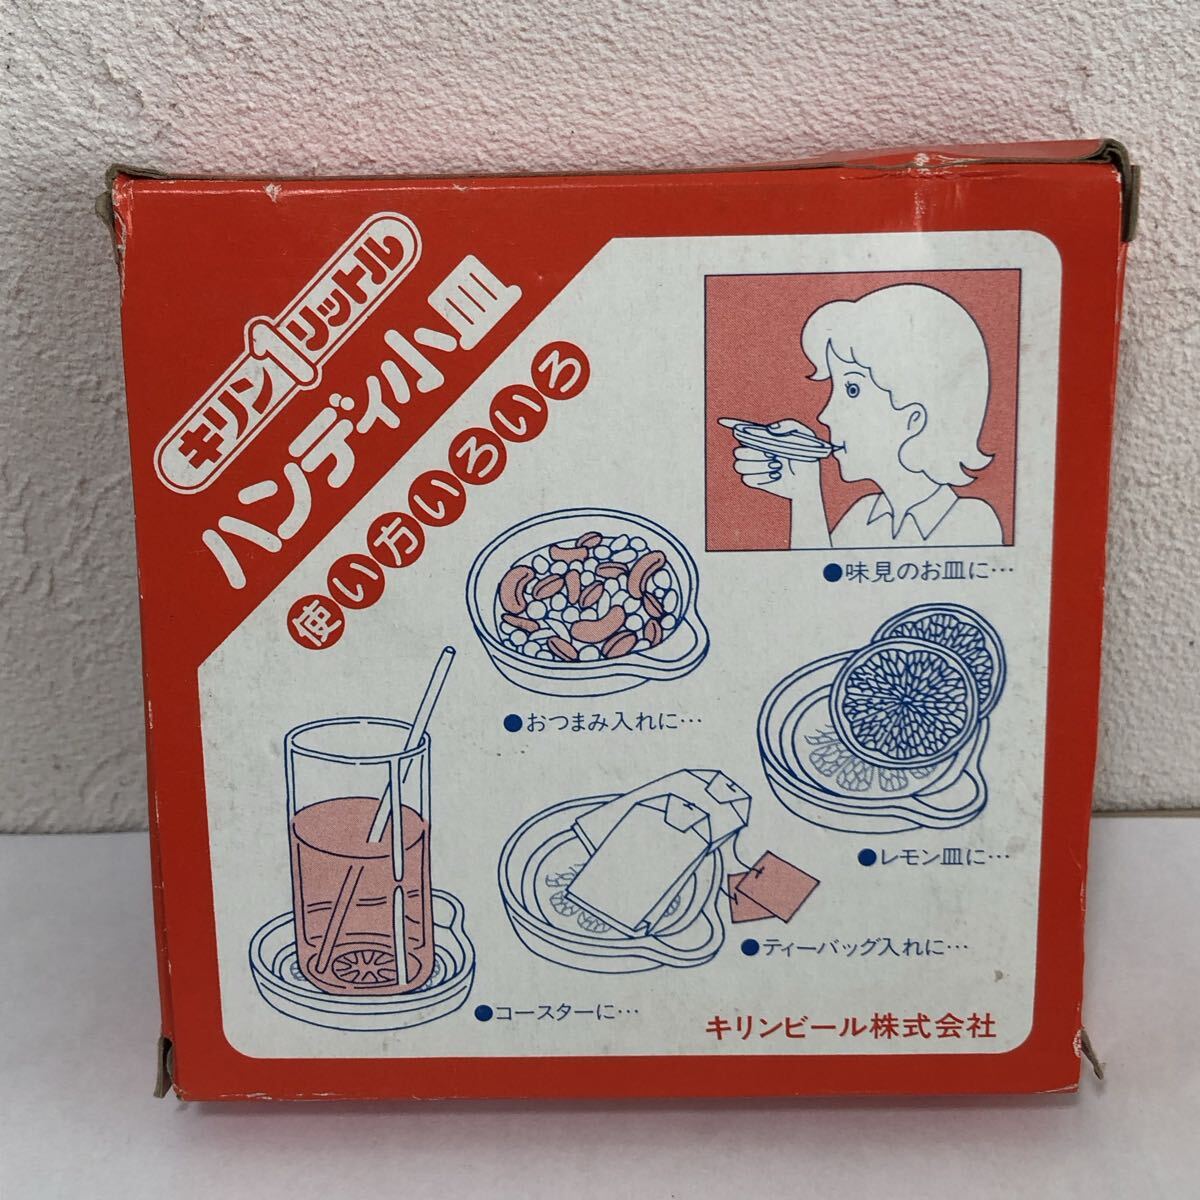 キリン1リットル
ハンディ小皿
使い方いろいろ
●味見のお皿に…
●おつまみ入れに…
●レモン皿に…
●ティーバッグ入れに…
●コースターに…
キリンビール株式会社